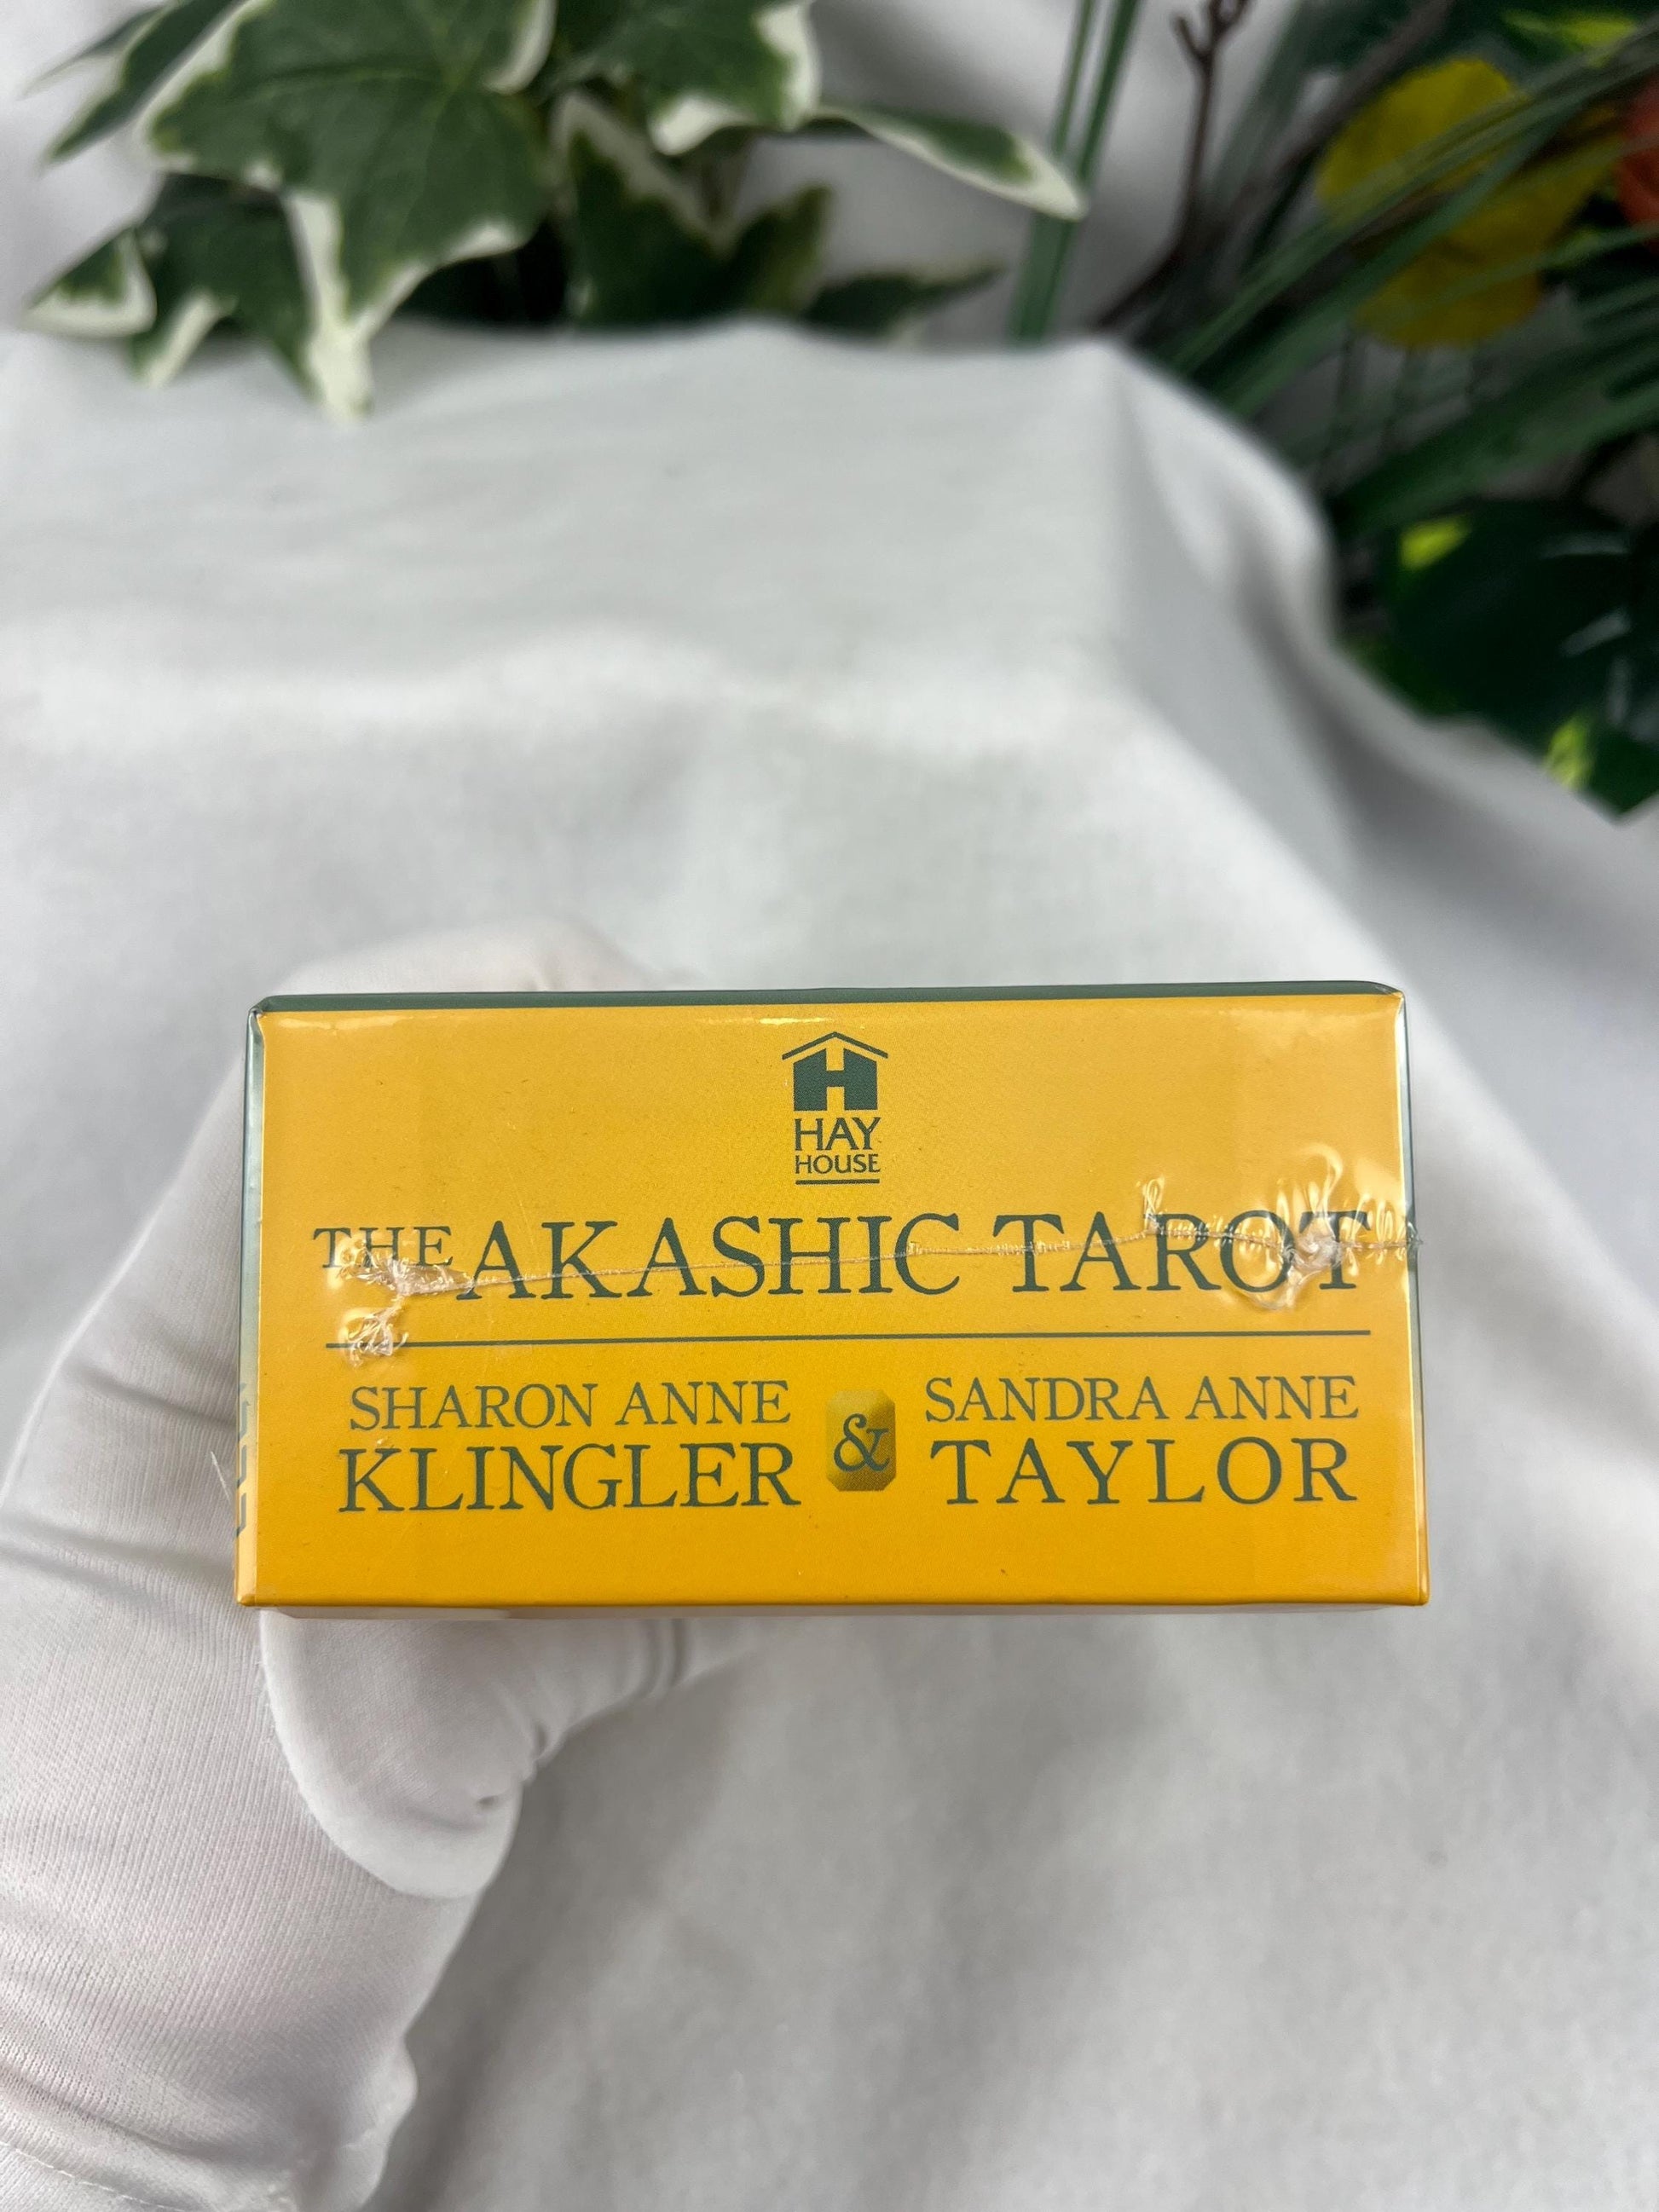 HAY
HOUSE
THE AKASHIC TAROT
SHARON ANNE
KLINGLER
&
SANDRA ANNE
TAYLOR